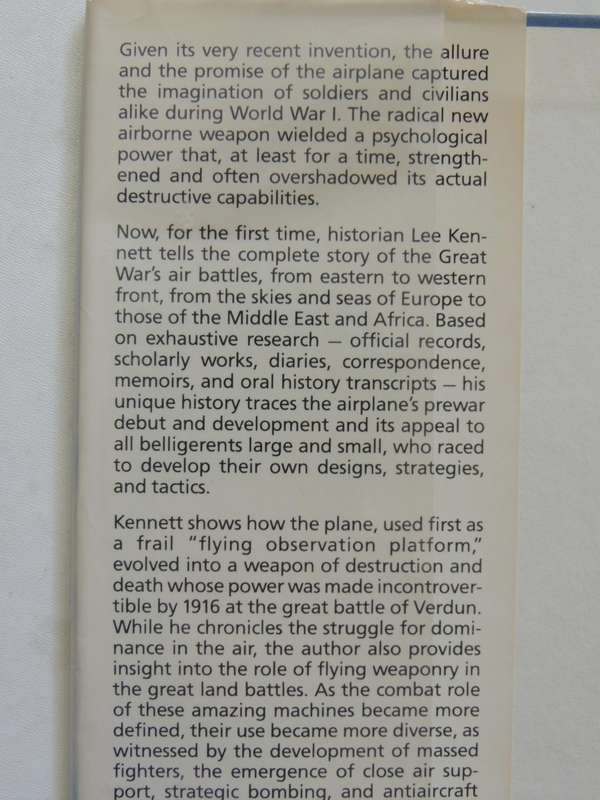 Given its very recent invention, the allure
and the promise of the airplane captured
the imagination of soldiers and civilians
alike during World War I. The radical new
airborne weapon wielded a psychological
power that, at least for a time, strength-
ened and often overshadowed its actual
destructive capabilities.
Now, for the first time, historian Lee Ken-
nett tells the complete story of the Great
War's air battles, from eastern to western
front, from the skies and seas of Europe to
those of the Middle East and Africa. Based
on exhaustive research — official records,
scholarly works, diaries, correspondence,
memoirs, and oral history transcripts — his
unique history traces the airplane's prewar
debut and development and its appeal to
all belligerents large and small, who raced
to develop their own designs, strategies,
and tactics.
Kennett shows how the plane, used first as
a frail "flying observation platform,"
evolved into a weapon of destruction and
death whose power was made incontrover-
tible by 1916 at the great battle of Verdun.
While he chronicles the struggle for domi-
nance in the air, the author also provides
insight into the role of flying weaponry in
the great land battles. As the combat role
of these amazing machines became more
defined, their use became more diverse, as
witnessed by the development of massed
fighters, the emergence of close air sup-
port, strategic bombing, and antiaircraft